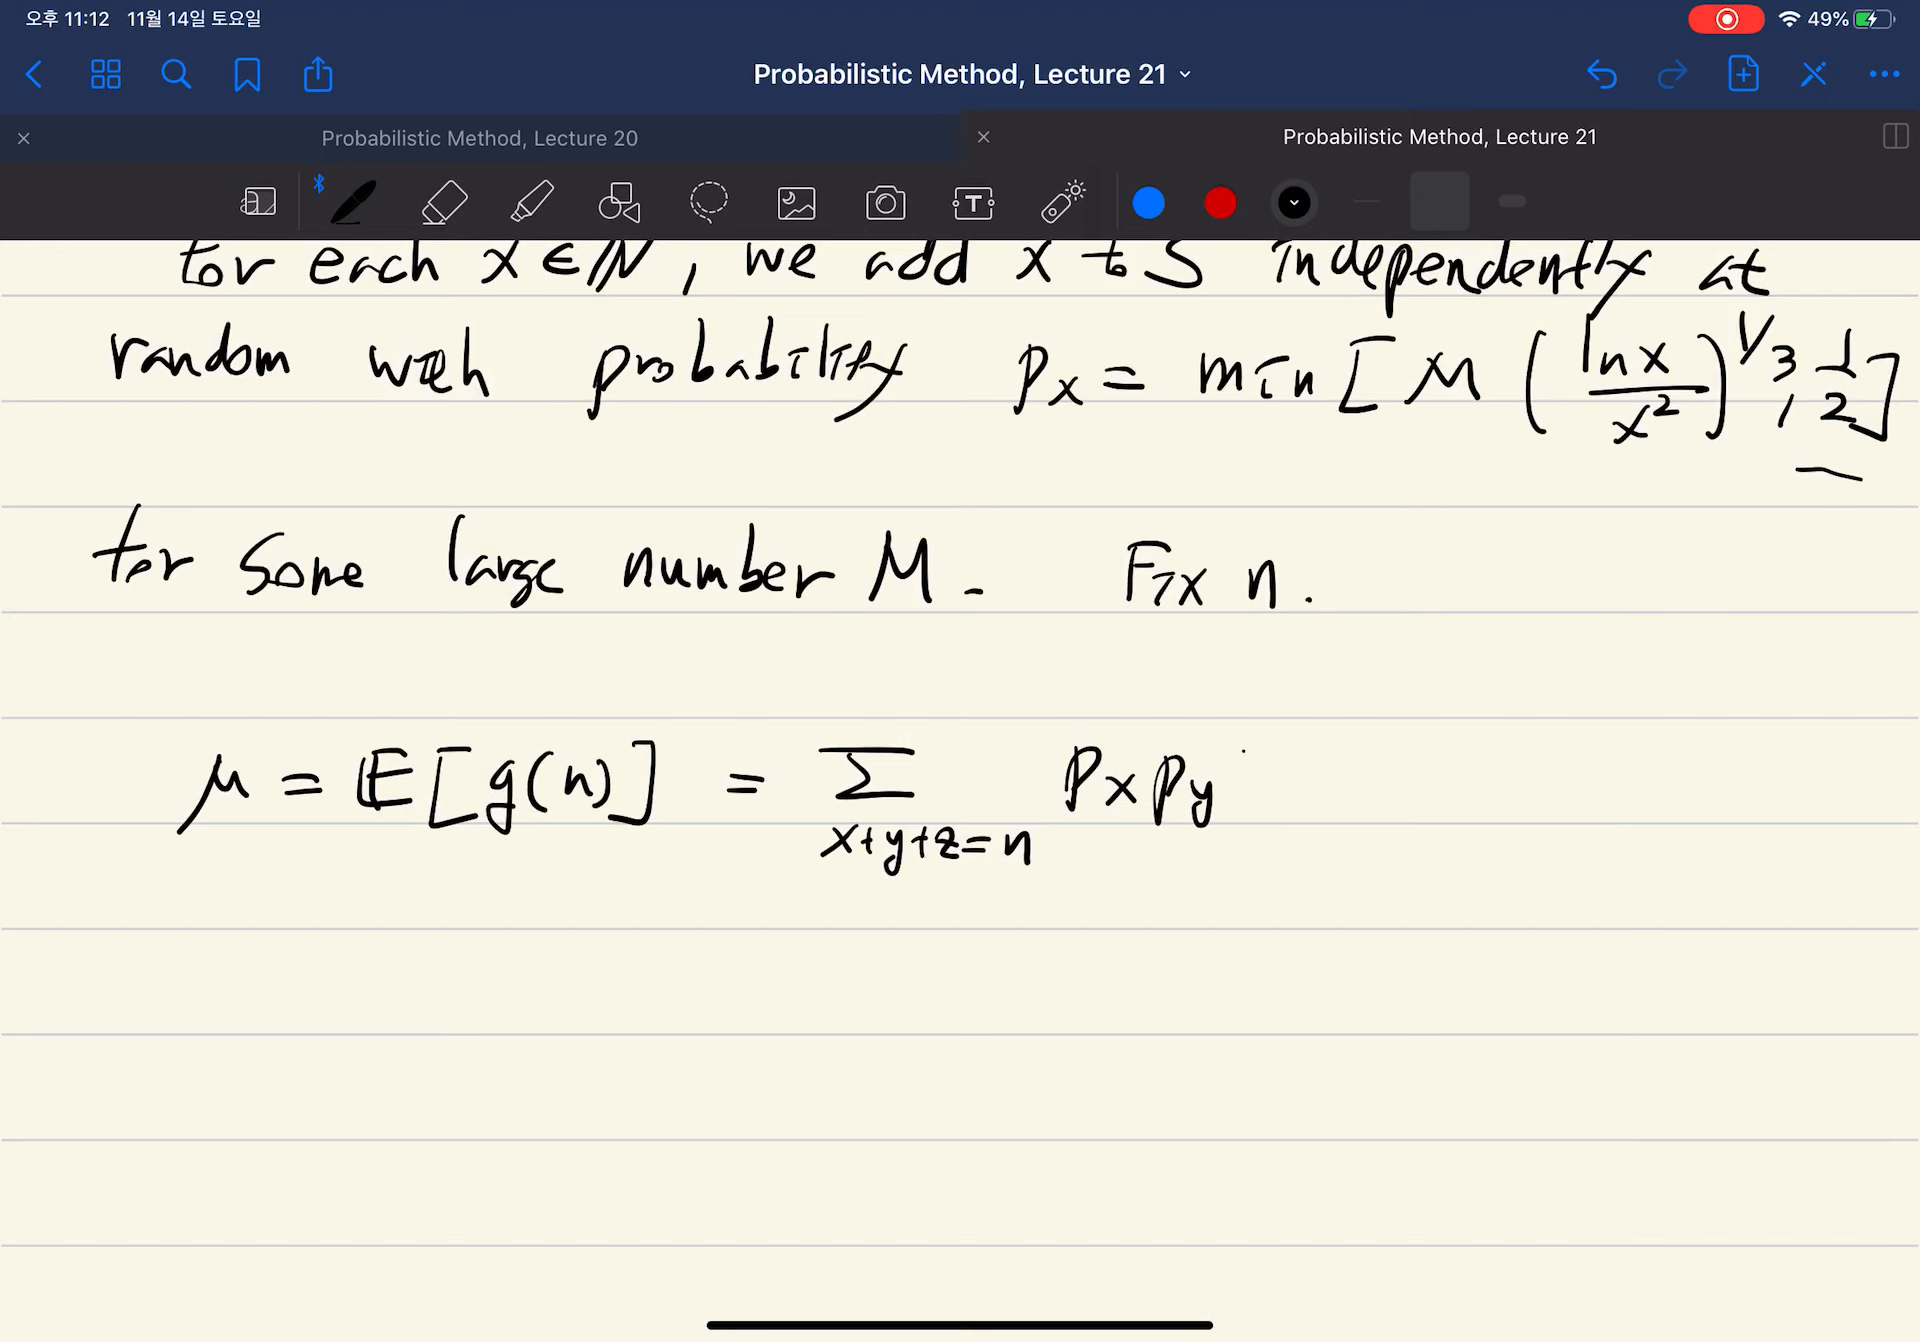 오후 11:12 11월 14일 토요일 49%
Probabilistic Method, Lecture 21
Probabilistic Method, Lecture 20 Probabilistic Method, Lecture 21
T
for each x ∈ ℕ, we add x to S independently at
random with probability p_x = min [ M ( ln x / x² )^{1/3}, 1/2 ]
for some large number M. Fix n.
μ = 𝔼[g(n)] = Σ_{x+y+z=n} p_x p_y